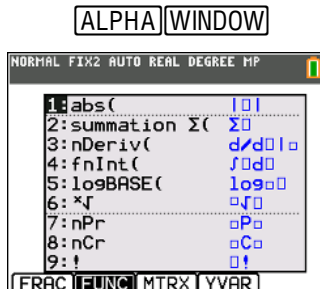 ALPHA WINDOW
NORMAL FIX2 AUTO REAL DEGREE MP
1:abs( |□|
2:summation Σ( Σ□
3:nDeriv( d/d□|□
4:fnInt( ∫□d□
5:logBASE( log□□
6:ˣ√ □√□
7:nPr □P□
8:nCr □C□
9:! □!
FRAC FUNC MTRX YVAR